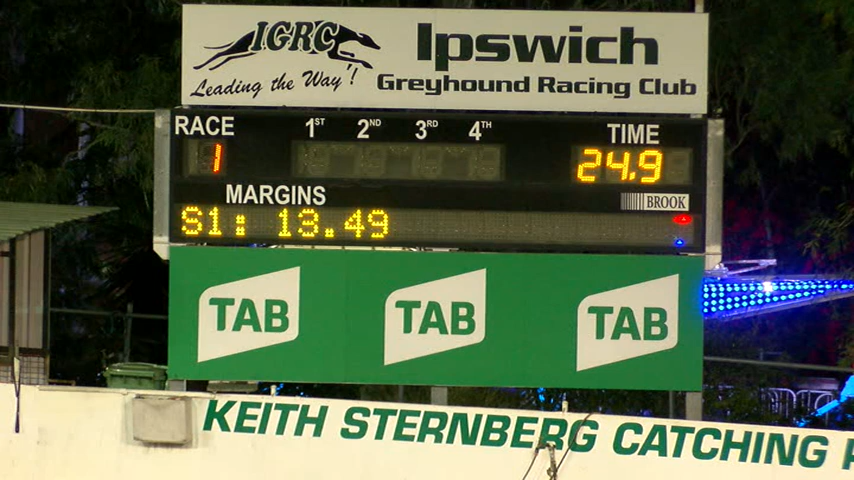 IGRC
Leading the Way'!
Ipswich
Greyhound Racing Club
RACE 1ST 2ND 3RD 4TH TIME
1 24.9
MARGINS BROOK
S1: 13.49
TAB TAB TAB
KEITH STERNBERG CATCHING